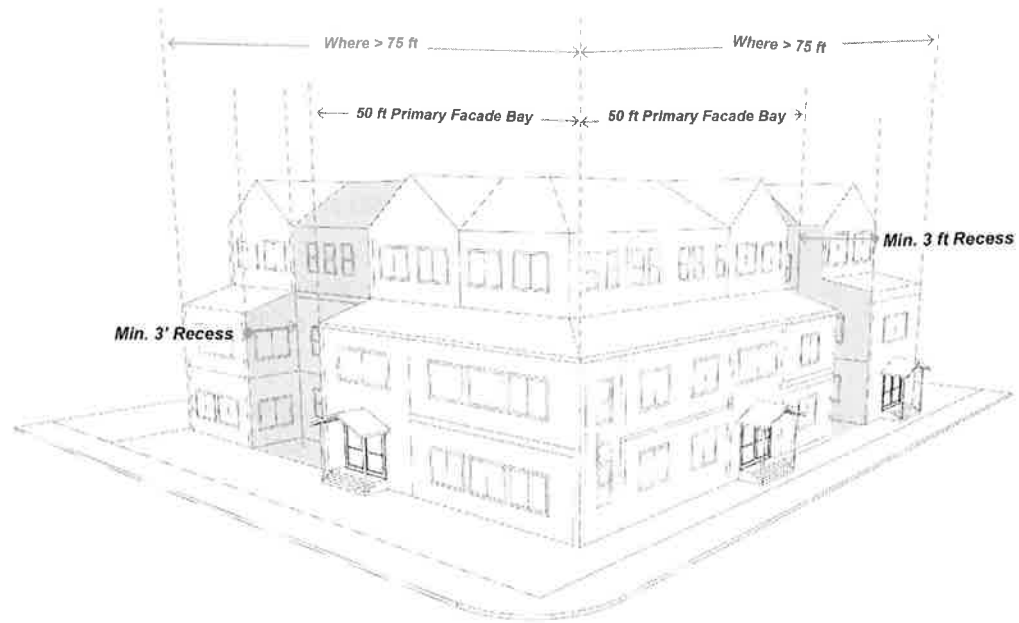 Where > 75 ft
Where > 75 ft
50 ft Primary Facade Bay
50 ft Primary Facade Bay
Min. 3 ft Recess
Min. 3' Recess